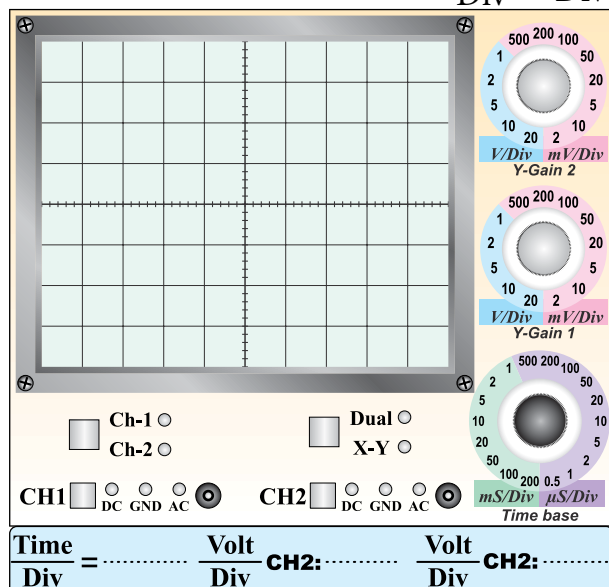 Div Div
500 200 100
1 50
2 20
5 10
10 20 2
V/Div mV/Div
Y-Gain 2
500 200 100
1 50
2 20
5 10
10 20 2
V/Div mV/Div
Y-Gain 1
1 500 200 100
2 50
5 20
10 10
20 5
50 2
100 200 0.5 1
mS/Div µS/Div
Time base
Ch-1 Dual
Ch-2 X-Y
CH1 DC GND AC CH2 DC GND AC
Time/Div = ............ Volt/Div CH2: ............ Volt/Div CH2: ............